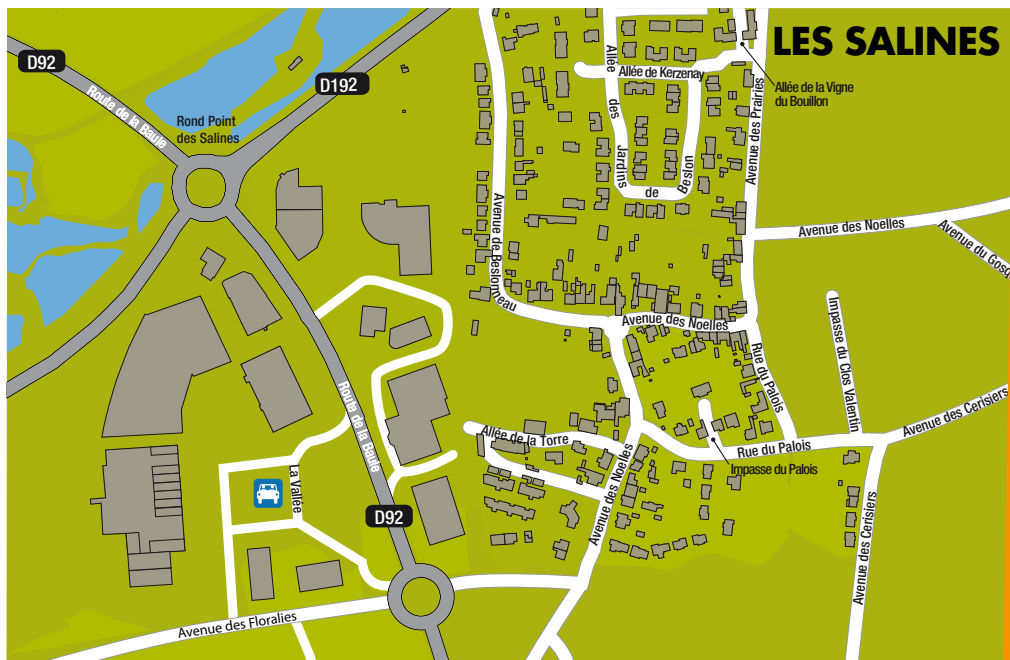 LES SALINES
D92
D192
Route de la Baule
Rond Point
des Salines
Allée
des
Jardins
de
Beslon
Allée de Kerzenay
Allée de la Vigne
du Bouillon
Avenue des Prairies
Avenue de Beslonneau
Avenue des Noelles
Avenue du Gosq
Avenue des Noelles
Impasse du Clos Valentin
Rue du Palois
Avenue des Cerisiers
Route de la Baule
Allée de la Torre
Rue du Palois
Impasse du Palois
La Vallée
Avenue des Noelles
D92
Avenue des Cerisiers
Avenue des Floralies